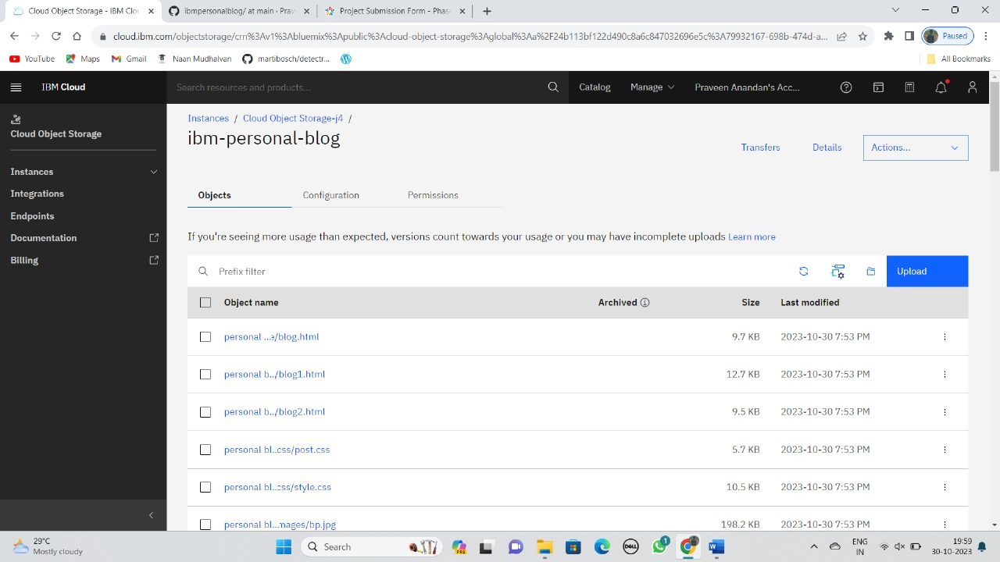 Cloud Object Storage - IBM Clou
ibmpersonalblog/ at main · Prav
Project Submission Form - Phase
cloud.ibm.com/objectstorage/crn%3Av1%3Abluemix%3Apublic%3Acloud-object-storage%3Aglobal%3Aa%2F24b113bf122d4908a6c847032696e5c%3A79932167-698b-474d-a...
Paused
YouTube
Maps
Gmail
Naan Mudhalvan
martibosch/detectr...
All Bookmarks
IBM Cloud
Search resources and products...
Catalog
Manage
Praveen Anandan's Acc...
Cloud Object Storage
Instances
Integrations
Endpoints
Documentation
Billing
Instances / Cloud Object Storage-j4 /
ibm-personal-blog
Transfers
Details
Actions...
Objects
Configuration
Permissions
If you're seeing more usage than expected, versions count towards your usage or you may have incomplete uploads Learn more
Prefix filter
Upload
Object name Archived Size Last modified
personal ...e/blog.html 9.7 KB 2023-10-30 7:53 PM
personal b../blog1.html 12.7 KB 2023-10-30 7:53 PM
personal b../blog2.html 9.5 KB 2023-10-30 7:53 PM
personal bl..css/post.css 5.7 KB 2023-10-30 7:53 PM
personal bl..css/style.css 10.5 KB 2023-10-30 7:53 PM
personal bl...mages/bp.jpg 198.2 KB 2023-10-30 7:53 PM
29°C
Mostly cloudy
Search
PRE
DELL
1
ENG
IN
19:59
30-10-2023